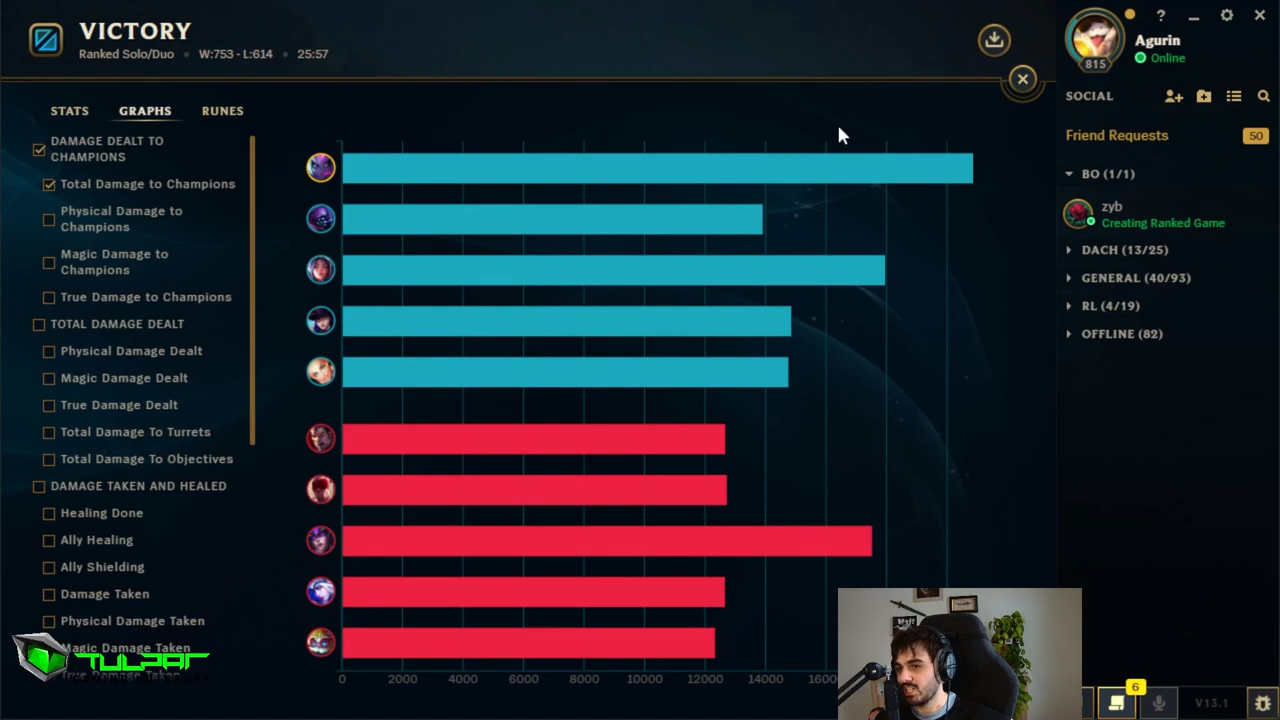 VICTORY
Ranked Solo/Duo • W:753 - L:614 • 25:57
STATS GRAPHS RUNES
DAMAGE DEALT TO
CHAMPIONS
Total Damage to Champions
Physical Damage to
Champions
Magic Damage to
Champions
True Damage to Champions
TOTAL DAMAGE DEALT
Physical Damage Dealt
Magic Damage Dealt
True Damage Dealt
Total Damage To Turrets
Total Damage To Objectives
DAMAGE TAKEN AND HEALED
Healing Done
Ally Healing
Ally Shielding
Damage Taken
Physical Damage Taken
Magic Damage Taken
True Damage Taken
TULPAR
0 2000 4000 6000 8000 10000 12000 14000
815
?
Agurin
Online
SOCIAL
Friend Requests 50
BO (1/1)
zyb
Creating Ranked Game
DACH (13/25)
GENERAL (40/93)
RL (4/19)
OFFLINE (82)
6
V13.1